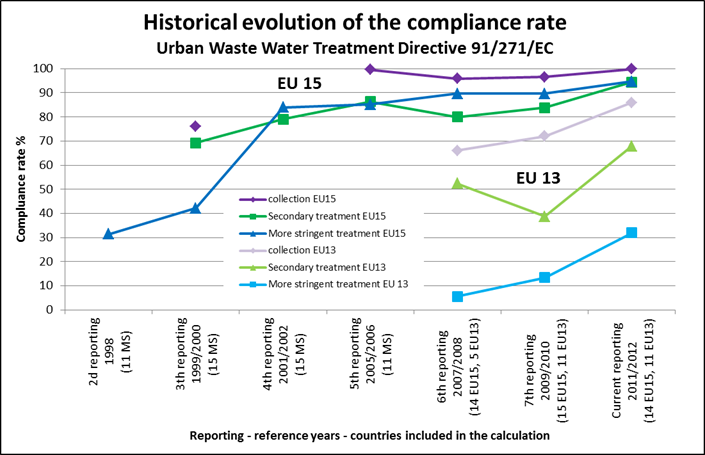 Historical evolution of the compliance rate
Urban Waste Water Treatment Directive 91/271/EC
Compluance rate %
100
90
80
70
60
50
40
30
20
10
0
EU 15
EU 13
collection EU15
Secondary treatment EU15
More stringent treatment EU15
collection EU13
Secondary treatment EU13
More stringent treatment EU 13
2d reporting
1998
(11 MS)
3th reporting
1999/2000
(15 MS)
4th reporting
2001/2002
(15 MS)
5th reporting
2005/2006
(11 MS)
6th reporting
2007/2008
(14 EU15, 5 EU13)
7th reporting
2009/2010
(15 EU15, 11 EU13)
Current reporting
2011/2012
(14 EU15, 11 EU13)
Reporting - reference years - countries included in the calculation